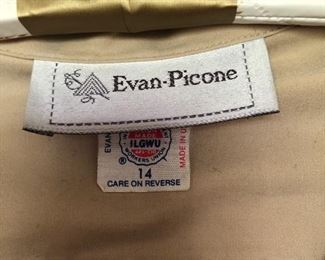 Evan-Picone
EVAN
MADE
ILGWU
WORKERS UNION
®
14
CARE ON REVERSE
MADE IN U